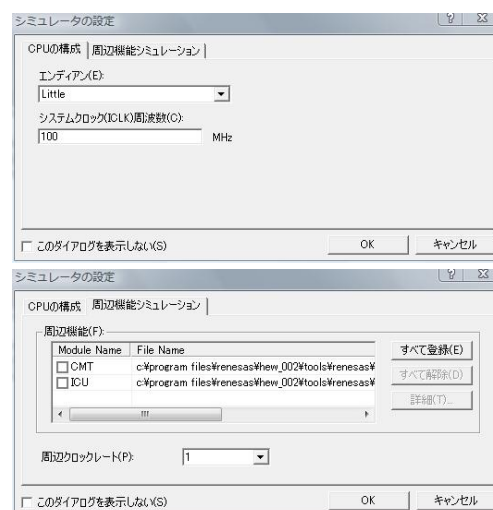 シミュレータの設定
CPUの構成 周辺機能シミュレーション
エンディアン(E):
Little
システムクロック(ICLK)周波数(C):
100 MHz
このダイアログを表示しない(S) OK キャンセル
シミュレータの設定
CPUの構成 周辺機能シミュレーション
周辺機能(F):
Module Name File Name
CMT c:¥program files¥renesas¥hew_002¥tools¥renesas¥
ICU c:¥program files¥renesas¥hew_002¥tools¥renesas¥
すべて登録(E)
すべて解除(D)
詳細(T)...
周辺クロックレート(P): 1
このダイアログを表示しない(S) OK キャンセル